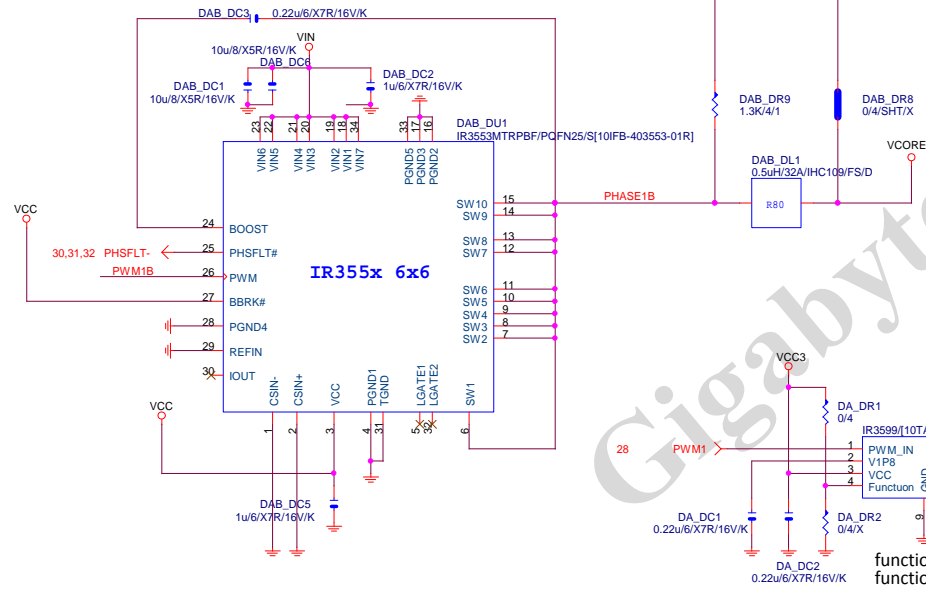 DAB_DC3
0.22u/6/X7R/16V/K
VIN
10u/8/X5R/16V/K
DAB_DC6
DAB_DC1
10u/8/X5R/16V/K
DAB_DC2
1u/6/X7R/16V/K
DAB_DU1
IR3553MTRPBF/PQFN25/S[10IFB-403553-01R]
DAB_DR9
1.3K/4/1
DAB_DR8
0/4/SHT/X
VCORE
DAB_DL1
0.5uH/32A/IHC109/FS/D
R80
PHASE1B
23 22 21 20 19 18 34 33 17 16
VIN6 VIN5 VIN4 VIN3 VIN2 VIN1 VIN7 PGND5 PGND3 PGND2
VCC
24 BOOST
30,31,32 PHSFLT- 25 PHSFLT#
PWM1B 26 PWM
27 BBRK#
28 PGND4
29 REFIN
30 IOUT
IR355x 6x6
SW10 15
SW9 14
SW8 13
SW7 12
SW6 11
SW5 10
SW4 9
SW3 8
SW2 7
CSIN- CSIN+ VCC PGND1 TGND LGATE1 LGATE2 SW1
1 2 3 4 31 5 32 6
VCC
DAB_DC5
1u/6/X7R/16V/K
Gigabyte
VCC3
DA_DR1
0/4
IR3599/[10TA
28 PWM1
1 PWM_IN
2 V1P8
3 VCC
4 Functuon
GND
9
DA_DC1
0.22u/6/X7R/16V/K
DA_DR2
0/4/X
DA_DC2
0.22u/6/X7R/16V/K
functio
functio